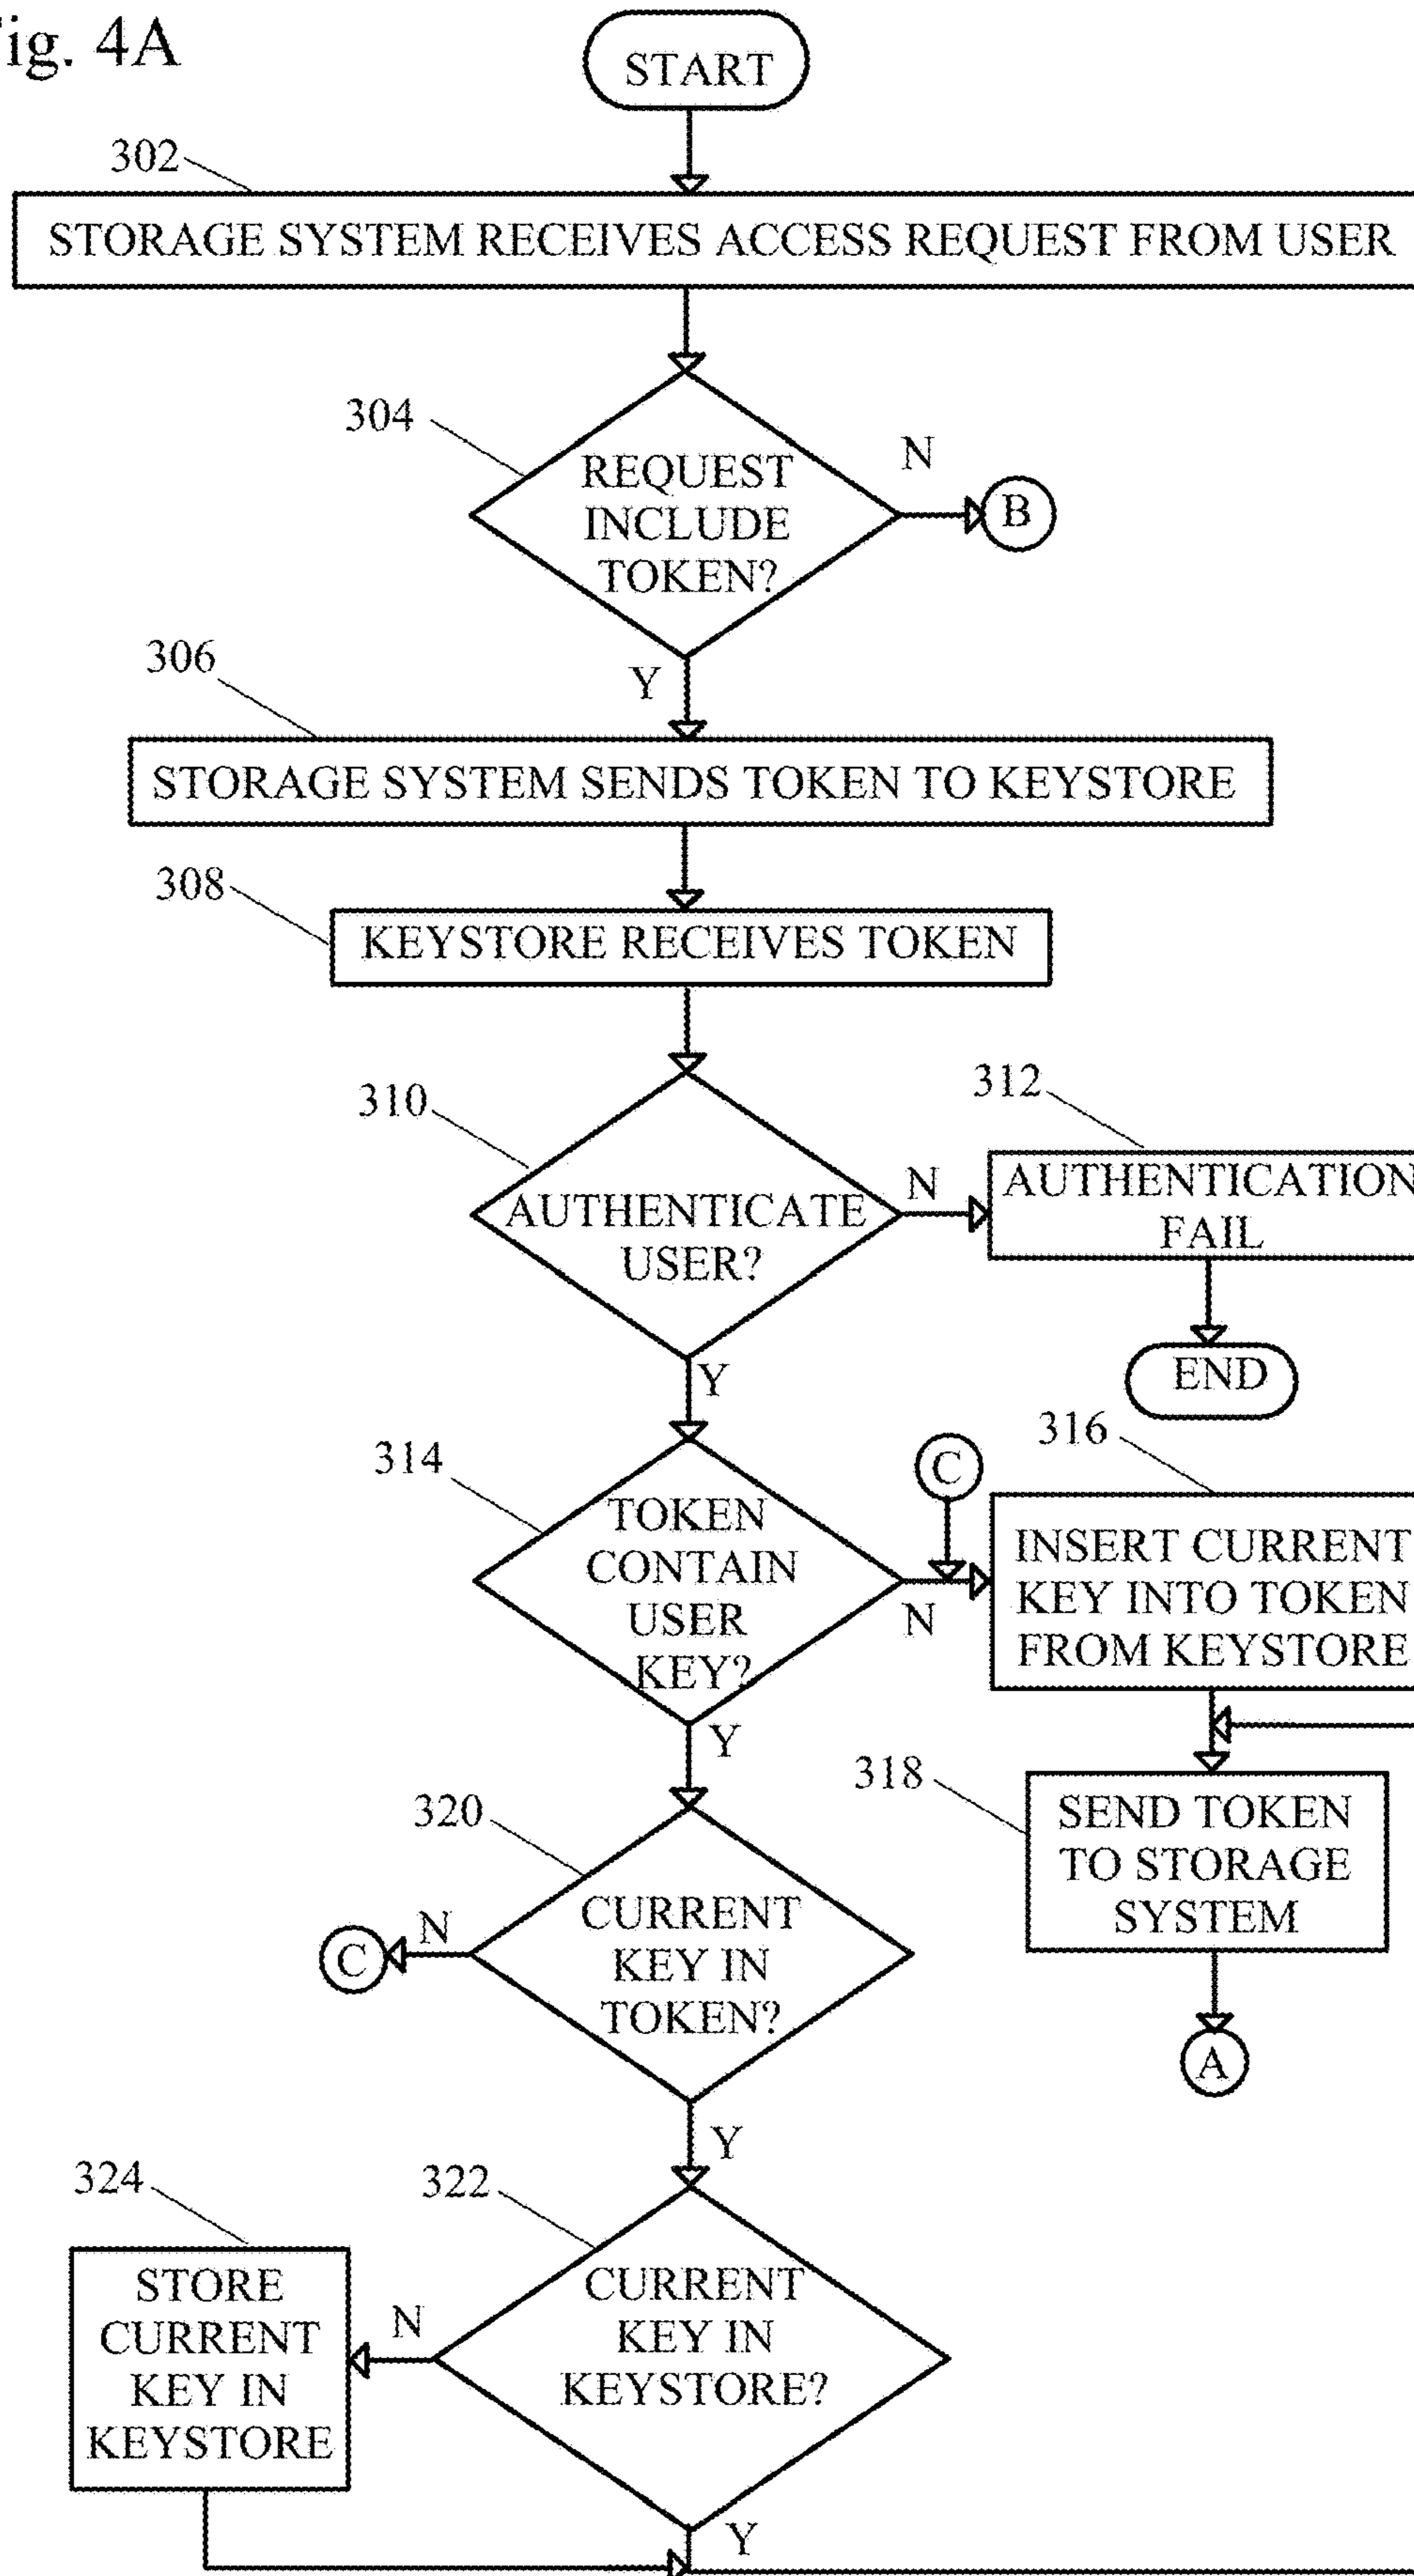 Fig. 4A
START
302
STORAGE SYSTEM RECEIVES ACCESS REQUEST FROM USER
304
REQUEST
INCLUDE
TOKEN?
N
B
Y
306
STORAGE SYSTEM SENDS TOKEN TO KEYSTORE
308
KEYSTORE RECEIVES TOKEN
310
AUTHENTICATE
USER?
N
312
AUTHENTICATION
FAIL
END
Y
314
TOKEN
CONTAIN
USER
KEY?
N
C
316
INSERT CURRENT
KEY INTO TOKEN
FROM KEYSTORE
318
SEND TOKEN
TO STORAGE
SYSTEM
A
Y
320
CURRENT
KEY IN
TOKEN?
N
C
Y
322
CURRENT
KEY IN
KEYSTORE?
N
324
STORE
CURRENT
KEY IN
KEYSTORE
Y